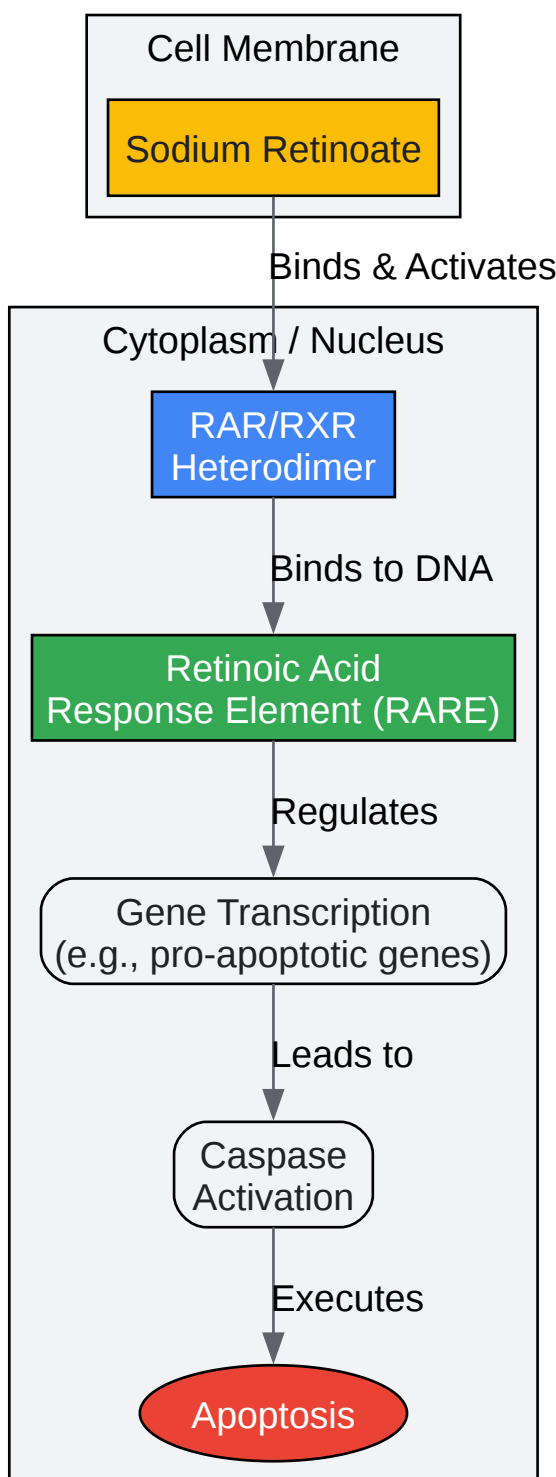 Cell Membrane
Sodium Retinoate
Binds & Activates
Cytoplasm / Nucleus
RAR/RXR
Heterodimer
Binds to DNA
Retinoic Acid
Response Element (RARE)
Regulates
Gene Transcription
(e.g., pro-apoptotic genes)
Leads to
Caspase
Activation
Executes
Apoptosis